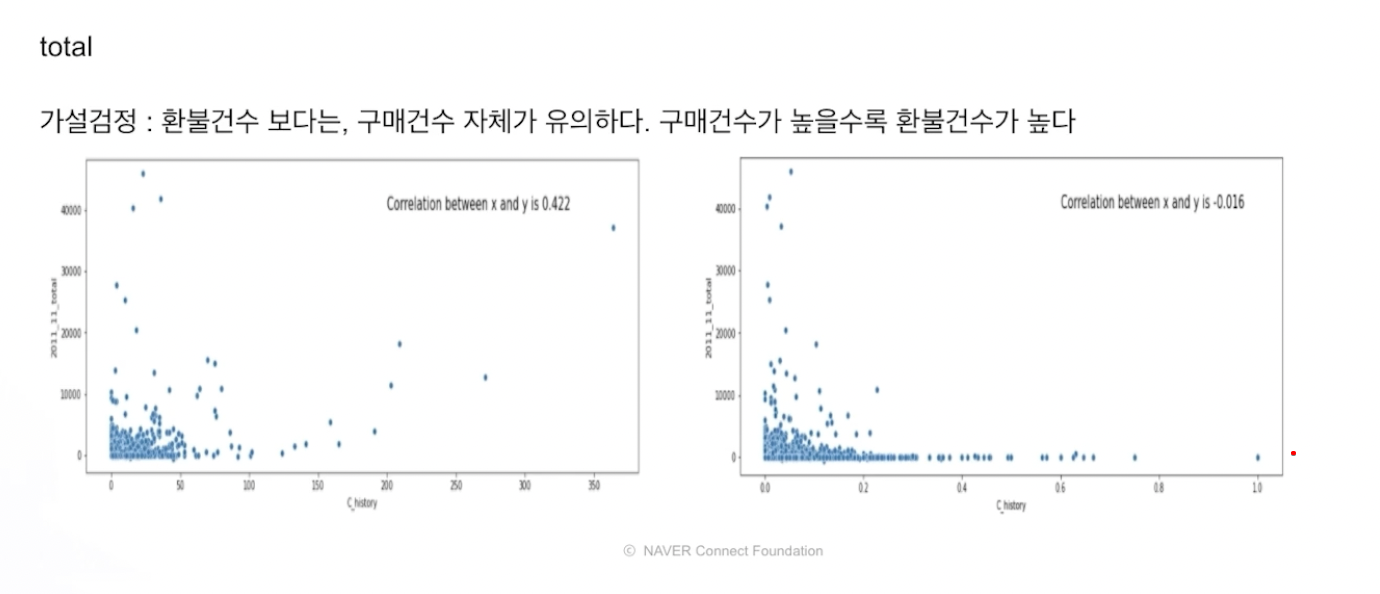 total
가설검정 : 환불건수 보다는, 구매건수 자체가 유의하다. 구매건수가 높을수록 환불건수가 높다
Correlation between x and y is 0.422
40000
30000
20000
10000
0
2011_11_total
0 50 100 150 200 250 300 350
C_history
Correlation between x and y is -0.016
40000
30000
20000
10000
0
2011_11_total
0.0 0.2 0.4 0.6 0.8 1.0
C_history
© NAVER Connect Foundation